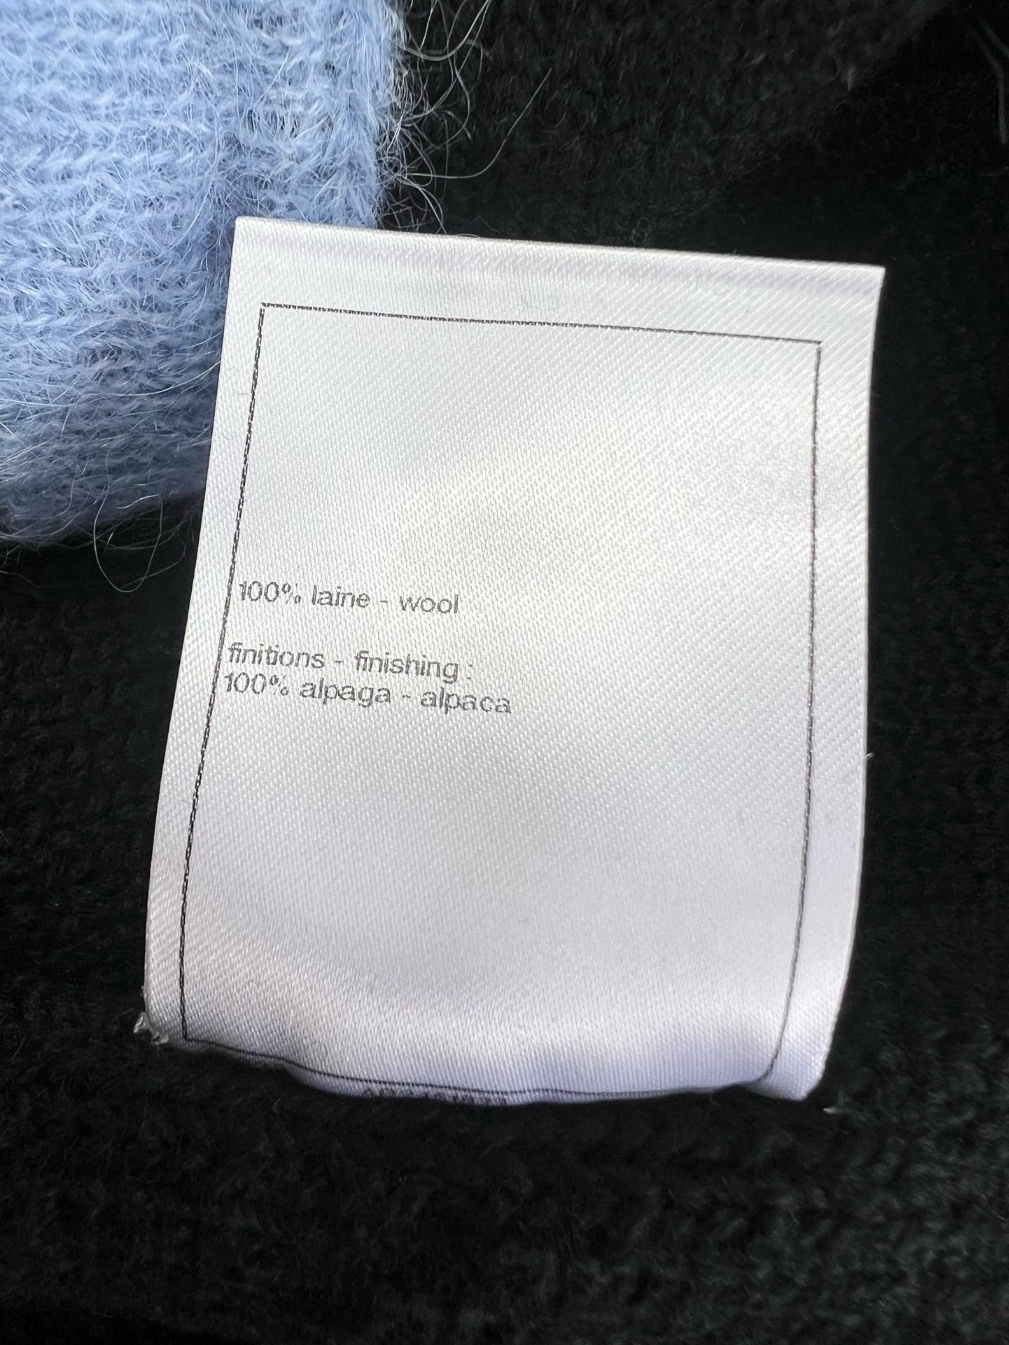 100% laine - wool
finitions - finishing :
100% alpaga - alpaca